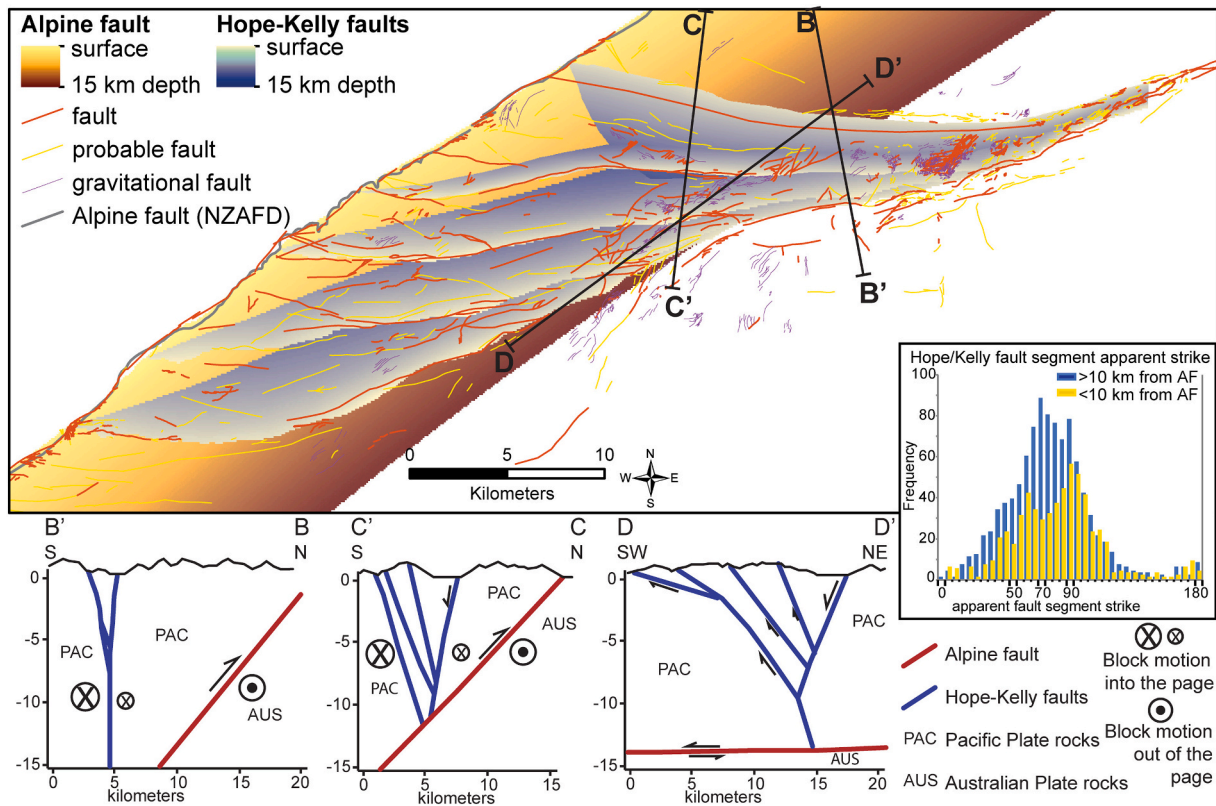 Alpine fault
surface
15 km depth
Hope-Kelly faults
surface
15 km depth
fault
probable fault
gravitational fault
Alpine fault (NZAFD)
C
B
D'
C'
B'
D
0
5
10
Kilometers
N
W
E
S
Hope/Kelly fault segment apparent strike
>10 km from AF
<10 km from AF
100
80
60
40
20
0
Frequency
0
50
70
90
180
apparent fault segment strike
B'
S
B
N
0
-5
-10
-15
PAC
PAC
AUS
0
5
10
15
20
kilometers
C'
S
C
N
0
-5
-10
-15
PAC
PAC
AUS
0
5
10
15
kilometers
D
SW
D'
NE
0
-5
-10
-15
PAC
PAC
AUS
0
5
10
15
20
kilometers
Alpine fault
Hope-Kelly faults
PAC Pacific Plate rocks
AUS Australian Plate rocks
Block motion
into the page
Block motion
out of the
page